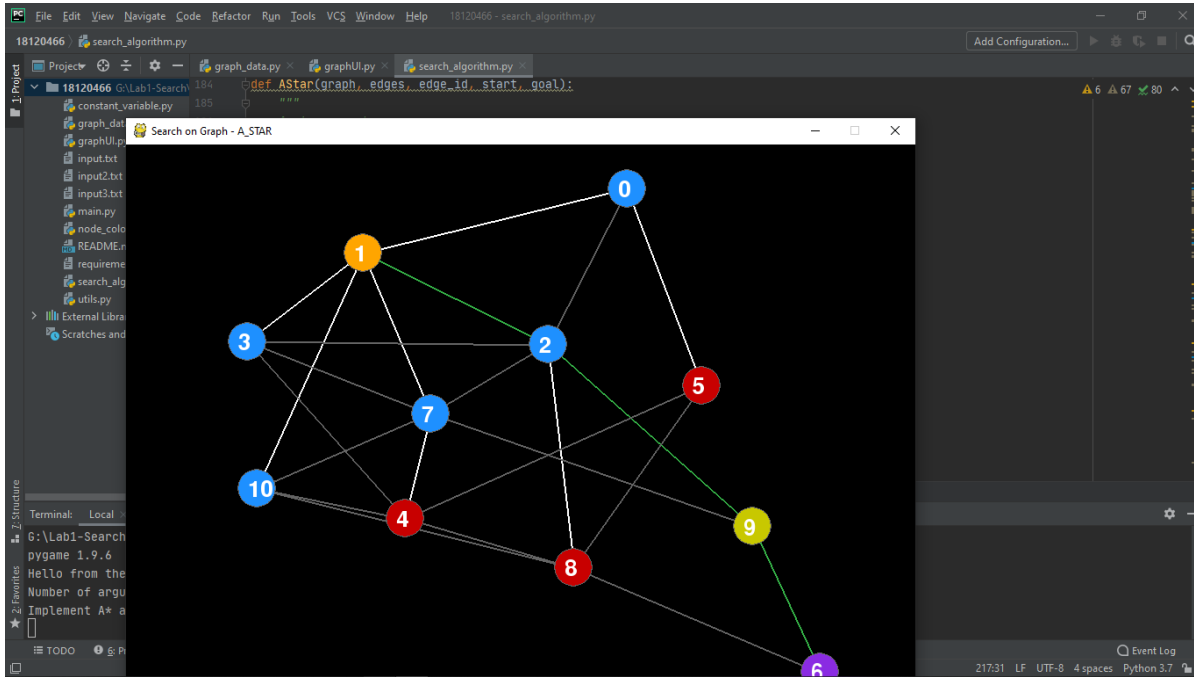 PC File Edit View Navigate Code Refactor Run Tools VCS Window Help 18120466 - search_algorithm.py
18120466 search_algorithm.py Add Configuration...
1: Project
Project graph_data.py graphUI.py search_algorithm.py
18120466 G:\Lab1-Search\ 184 def AStar(graph, edges, edge_id, start, goal):
6 67 80
constant_variable.py 185 """
graph_dat
graphUI.py
input.txt
input2.txt
input3.txt
main.py
node_colo
README.m
requireme
search_alg
utils.py
External Librar
Scratches and
Search on Graph - A_STAR
0
1
3
2
5
7
10
4
9
8
6
7: Structure
2: Favorites
Terminal: Local
G:\Lab1-Search
pygame 1.9.6
Hello from the
Number of argu
Implement A* a
TODO 6: Pr Event Log
217:31 LF UTF-8 4 spaces Python 3.7